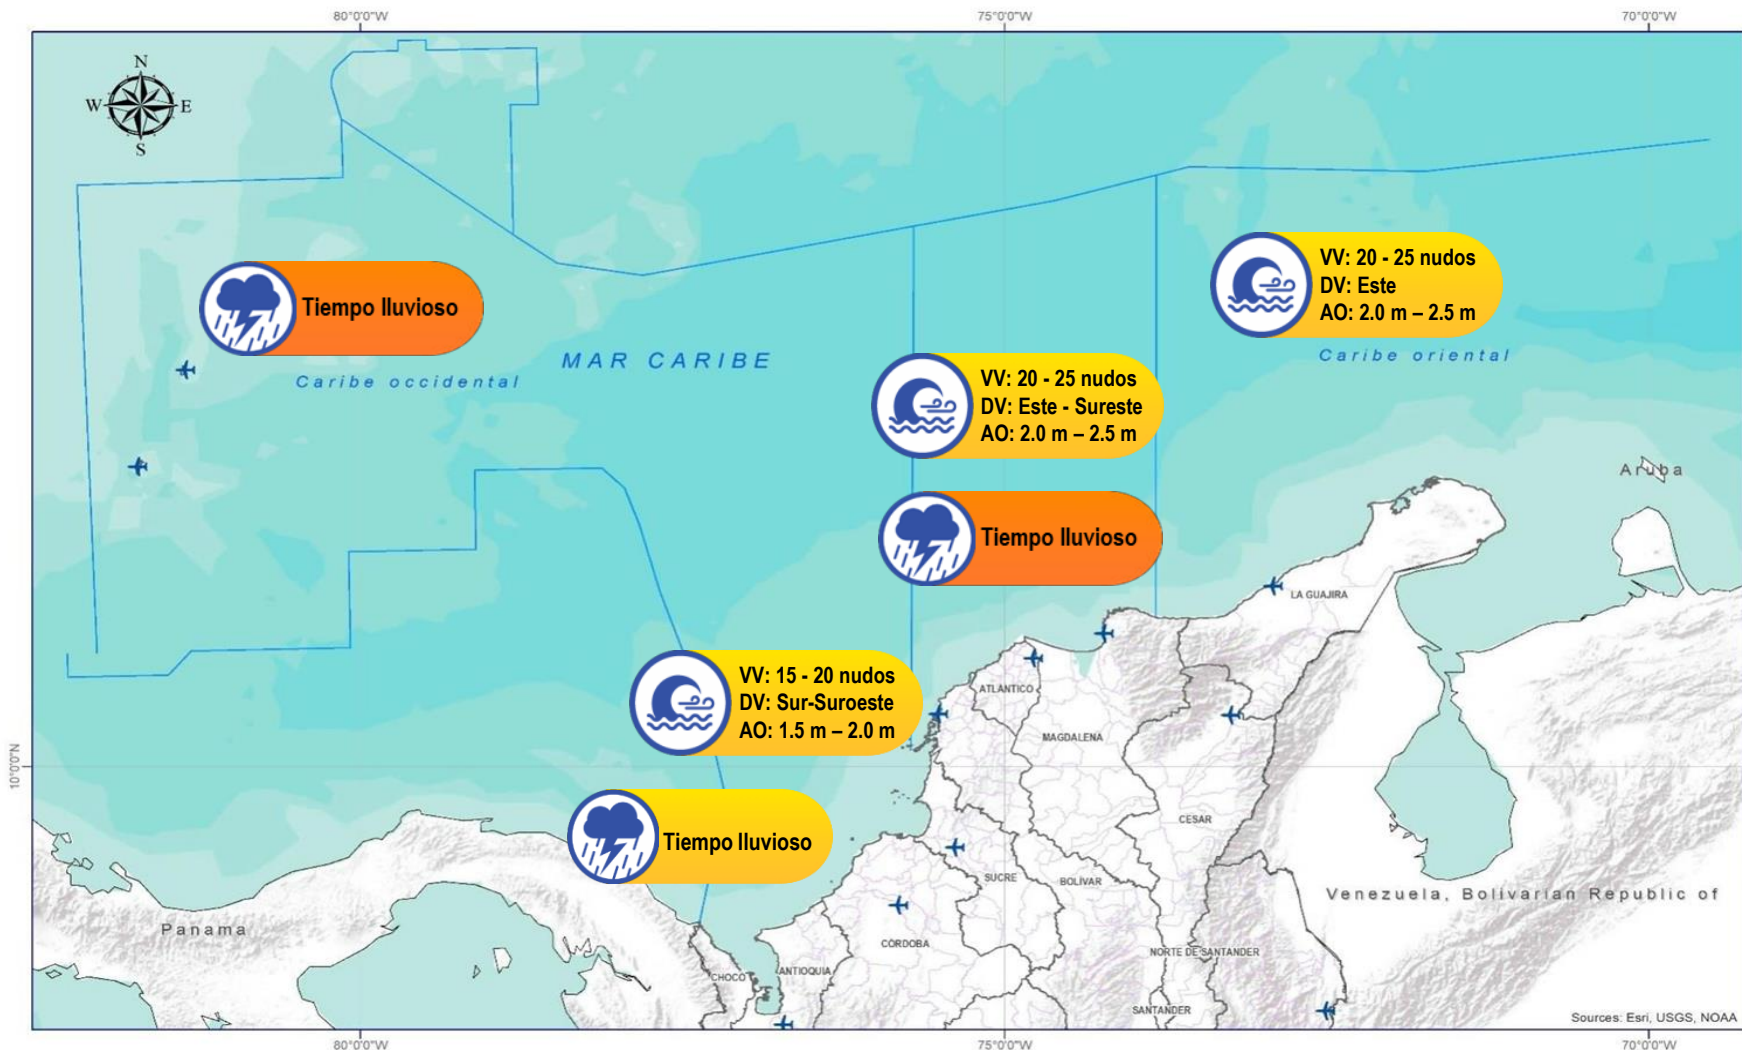 80°0'0"W
75°0'0"W
70°0'0"W
N
W
E
S
VV: 20 - 25 nudos
DV: Este
AO: 2.0 m – 2.5 m
Tiempo lluvioso
MAR CARIBE
Caribe oriental
Caribe occidental
VV: 20 - 25 nudos
DV: Este - Sureste
AO: 2.0 m – 2.5 m
Aruba
Tiempo lluvioso
LA GUAJIRA
VV: 15 - 20 nudos
DV: Sur-Suroeste
AO: 1.5 m – 2.0 m
ATLANTICO
MAGDALENA
10°0'0"N
CESAR
Tiempo lluvioso
SUCRE
BOLÍVAR
Venezuela, Bolivarian Republic of
Panama
CÓRDOBA
NORTE DE SANTANDER
CHOCO
ANTIOQUIA
SANTANDER
Sources: Esri, USGS, NOAA
80°0'0"W
75°0'0"W
70°0'0"W